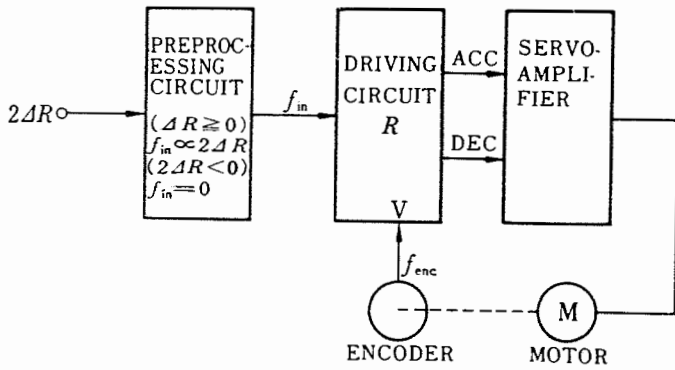 2ΔR
PREPROC-
ESSING
CIRCUIT
(ΔR≧0)
f_in∝2ΔR
(2ΔR<0)
f_in=0
f_in
DRIVING
CIRCUIT
R
V
ACC
DEC
SERVO-
AMPLI-
FIER
f_enc
ENCODER
M
MOTOR